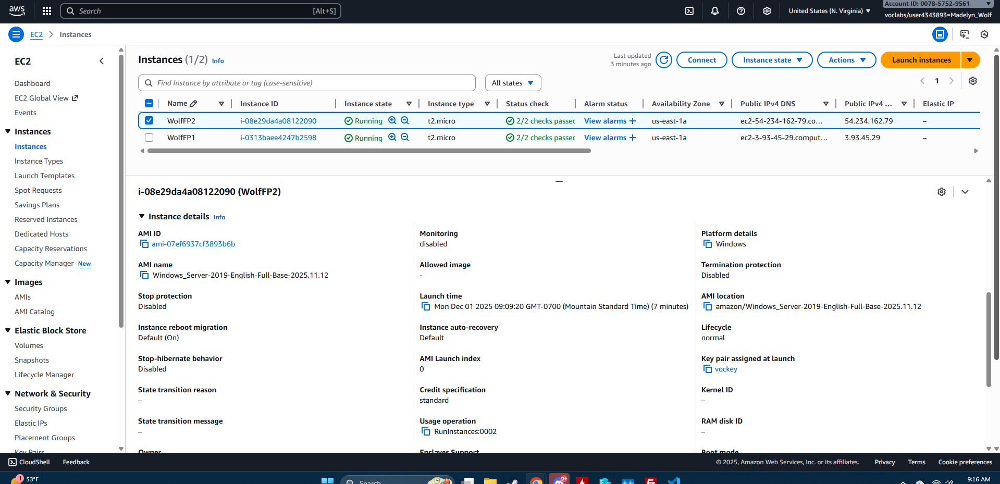 aws
Search [Alt+S]
United States (N. Virginia)
Account ID: 0078-5752-9561
voclabs/user4343893=Madelyn_Wolf
EC2 Instances
EC2
Dashboard
EC2 Global View
Events
Instances
Instances
Instance Types
Launch Templates
Spot Requests
Savings Plans
Reserved Instances
Dedicated Hosts
Capacity Reservations
Capacity Manager New
Images
AMIs
AMI Catalog
Elastic Block Store
Volumes
Snapshots
Lifecycle Manager
Network & Security
Security Groups
Elastic IPs
Placement Groups
Key Pairs
Instances (1/2) Info
Last updated
3 minutes ago
Connect
Instance state
Actions
Launch instances
Find Instance by attribute or tag (case-sensitive)
All states
1
Name Instance ID Instance state Instance type Status check Alarm status Availability Zone Public IPv4 DNS Public IPv4 ... Elastic IP
WolfFP2 i-08e29da4a08122090 Running t2.micro 2/2 checks passec View alarms + us-east-1a ec2-54-234-162-79.co... 54.234.162.79 –
WolfFP1 i-0313baee4247b2598 Running t2.micro 2/2 checks passec View alarms + us-east-1a ec2-3-93-45-29.comput... 3.93.45.29 –
i-08e29da4a08122090 (WolfFP2)
Instance details Info
AMI ID
ami-07ef6937cf3893b6b
AMI name
Windows_Server-2019-English-Full-Base-2025.11.12
Stop protection
Disabled
Instance reboot migration
Default (On)
Stop-hibernate behavior
Disabled
State transition reason
–
State transition message
–
Owner
Monitoring
disabled
Allowed image
-
Launch time
Mon Dec 01 2025 09:09:20 GMT-0700 (Mountain Standard Time) (7 minutes)
Instance auto-recovery
Default
AMI Launch index
0
Credit specification
standard
Usage operation
RunInstances:0002
Enclaves Support
Platform details
Windows
Termination protection
Disabled
AMI location
amazon/Windows_Server-2019-English-Full-Base-2025.11.12
Lifecycle
normal
Key pair assigned at launch
vockey
Kernel ID
–
RAM disk ID
–
Boot mode
CloudShell Feedback
© 2025, Amazon Web Services, Inc. or its affiliates. Privacy Terms Cookie preferences
1 53°F
Search
9+
9:16 AM